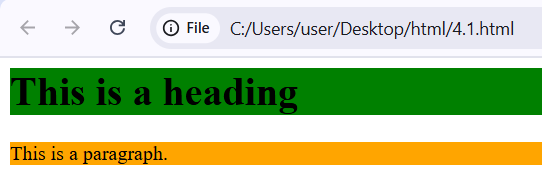 File C:/Users/user/Desktop/html/4.1.html
This is a heading
This is a paragraph.